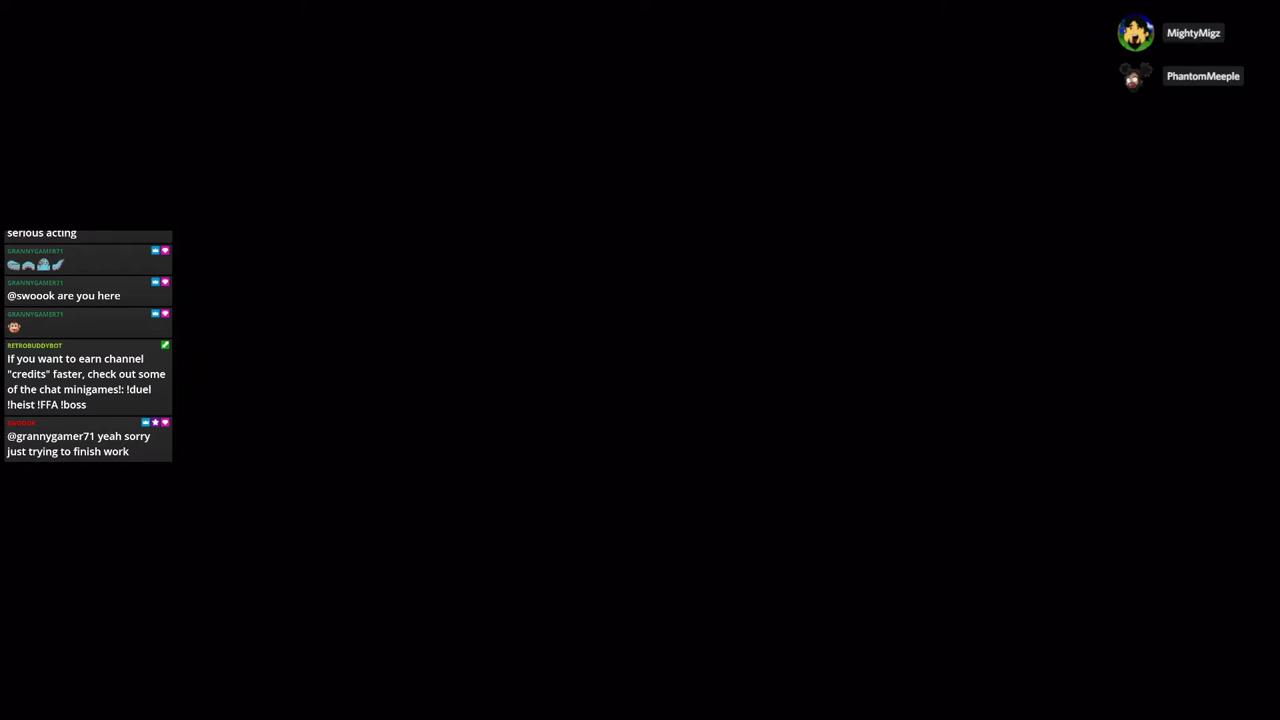 MightyMigz
PhantomMeeple
serious acting
GRANNYGAMER71
GRANNYGAMER71
@swoook are you here
GRANNYGAMER71
RETROBUDDYBOT
If you want to earn channel
"credits" faster, check out some
of the chat minigames!: !duel
!heist !FFA !boss
SWOOOK
@grannygamer71 yeah sorry
just trying to finish work